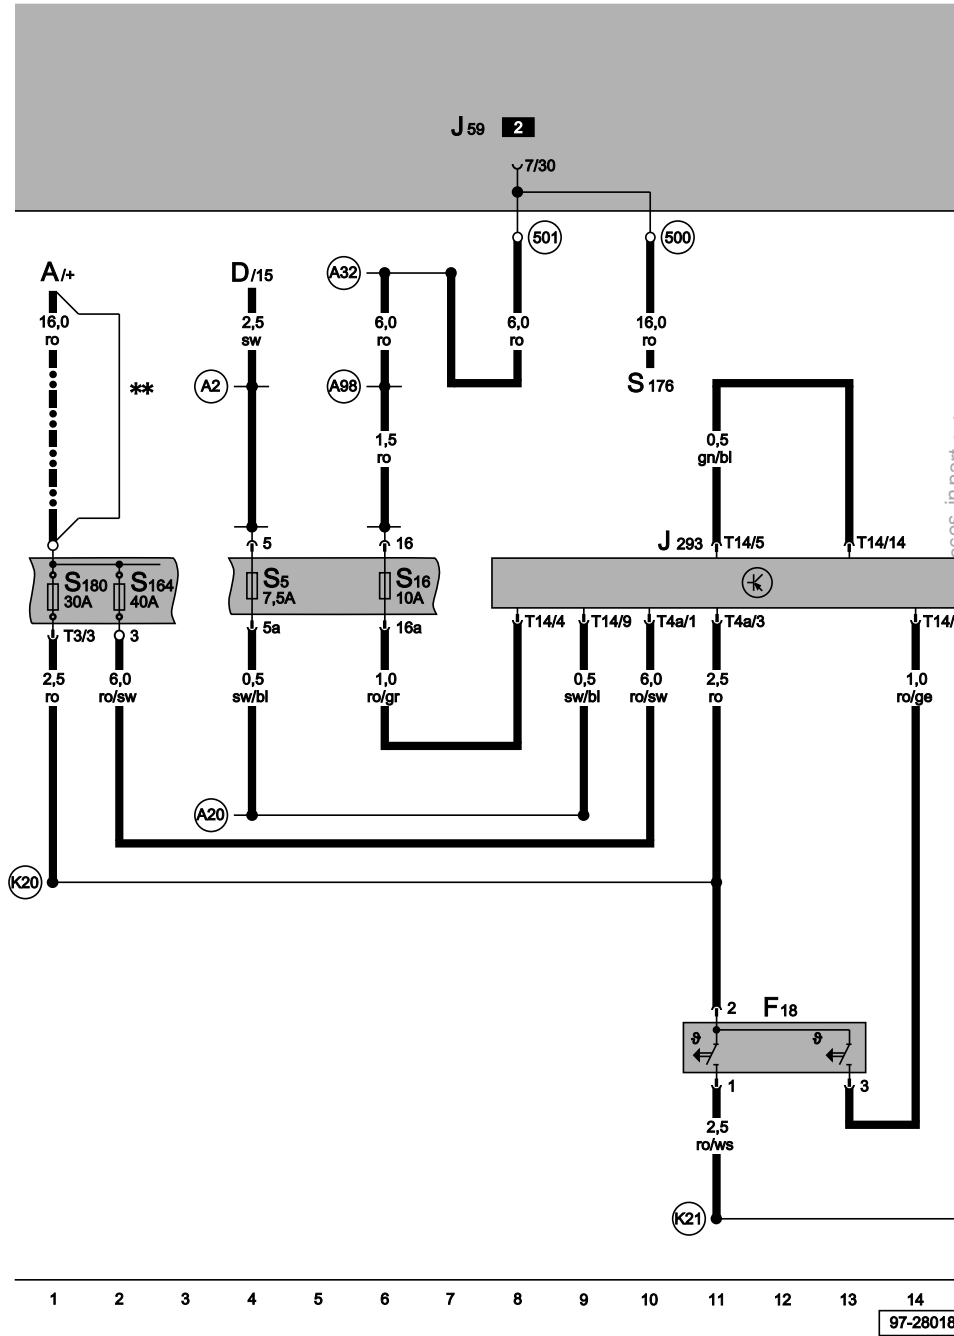 J 59 2
7/30
501
500
A /+
D /15
A32
16,0
ro
2,5
sw
6,0
ro
6,0
ro
16,0
ro
**
A2
A98
S 176
1,5
ro
0,5
gn/bl
5
16
J 293
T14/5
T14/14
S180
30A
S164
40A
S5
7,5A
S16
10A
T3/3
3
5a
16a
T14/4
T14/9
T4a/1
T4a/3
T14/
2,5
ro
6,0
ro/sw
0,5
sw/bl
1,0
ro/gr
0,5
sw/bl
6,0
ro/sw
2,5
ro
1,0
ro/ge
A20
K20
2
F18
ϑ
ϑ
1
3
2,5
ro/ws
K21
1 2 3 4 5 6 7 8 9 10 11 12 13 14
97-28018